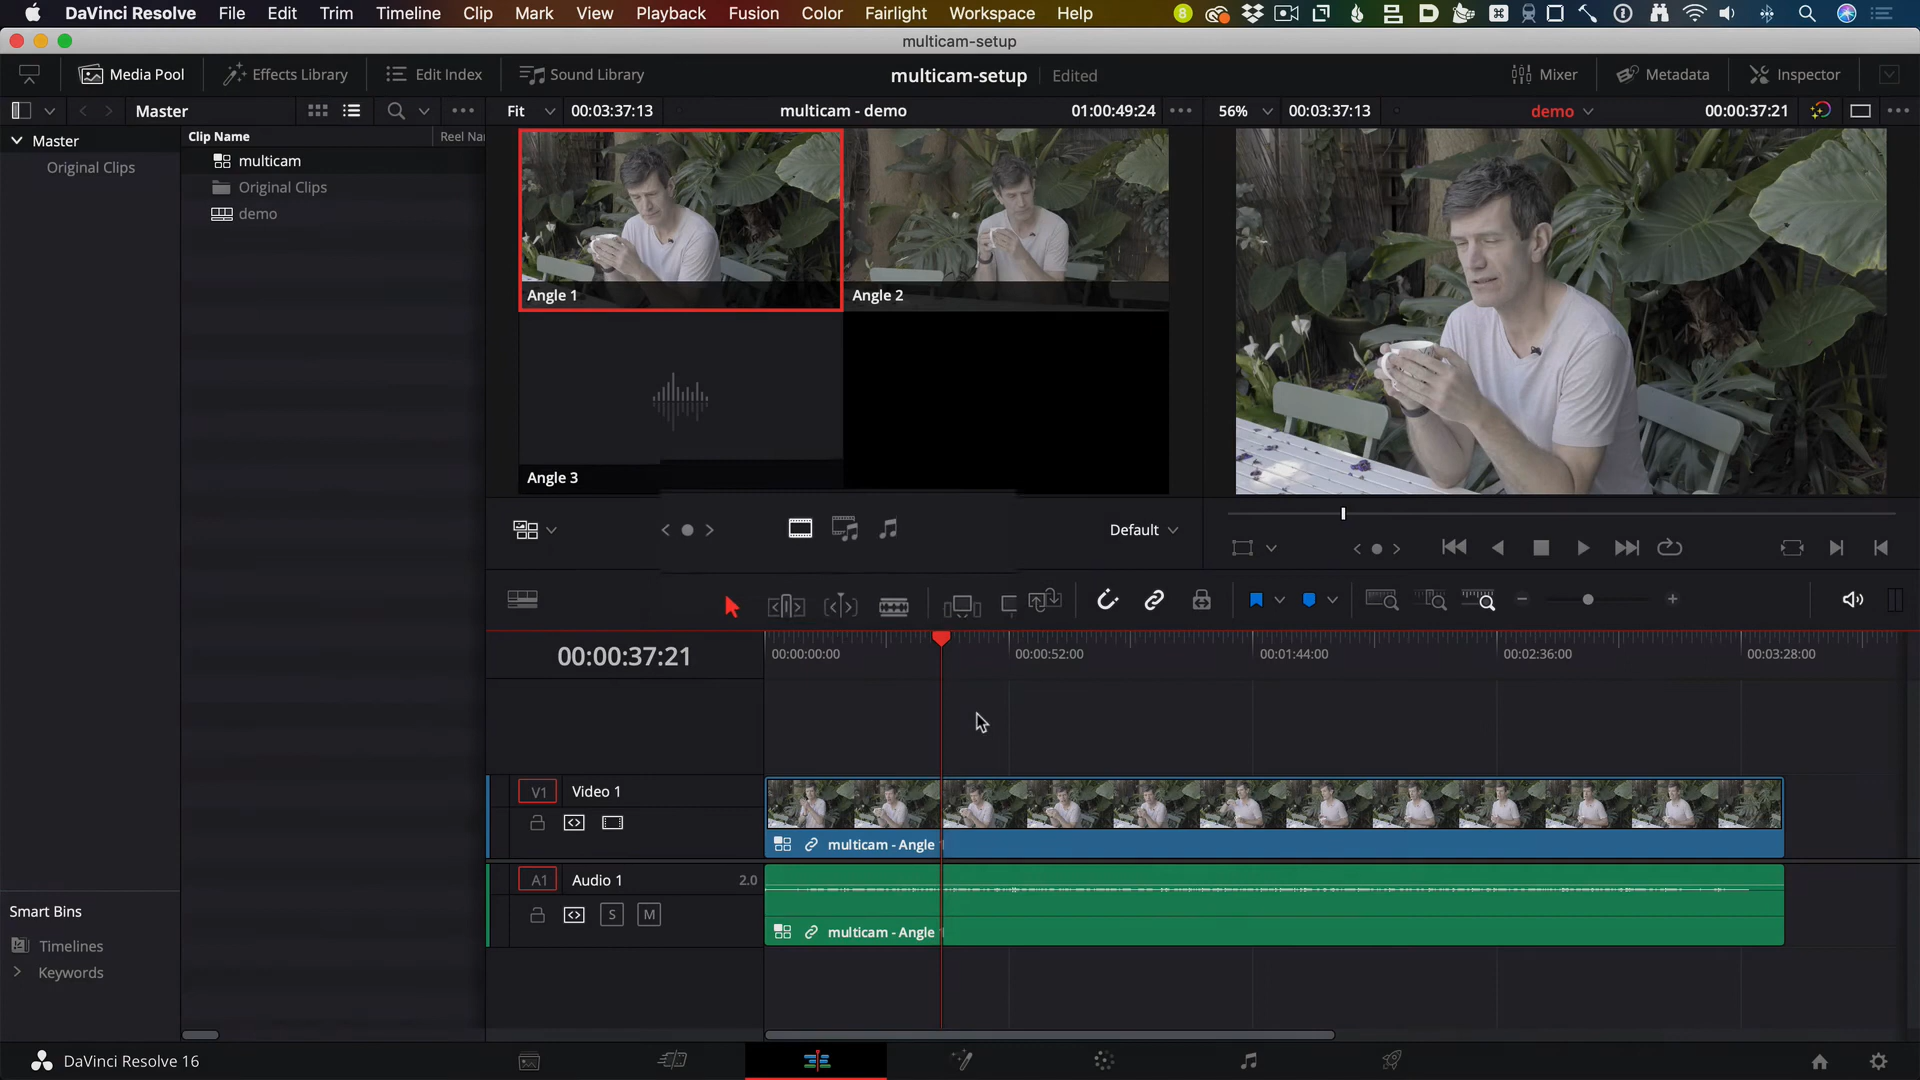 DaVinci Resolve File Edit Trim Timeline Clip Mark View Playback Fusion Color Fairlight Workspace Help
8
multicam-setup
Media Pool Effects Library Edit Index Sound Library multicam-setup Edited Mixer Metadata Inspector
Master Fit 00:03:37:13 multicam - demo 01:00:49:24 56% 00:03:37:13 demo 00:00:37:21
Master Clip Name Reel Na
Original Clips
multicam
Original Clips
demo
Angle 1 Angle 2
Angle 3
Default
00:00:37:21 00:00:00:00 00:00:52:00 00:01:44:00 00:02:36:00 00:03:28:00
V1 Video 1
multicam - Angle 1
A1 Audio 1 2.0
S M
multicam - Angle 1
Smart Bins
Timelines
Keywords
DaVinci Resolve 16